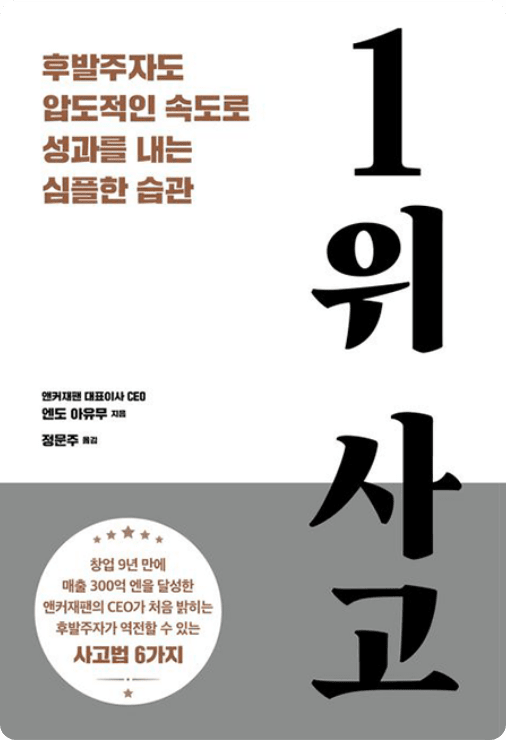 후발주자도
압도적인 속도로
성과를 내는
심플한 습관
1위 사고
앤커재팬 대표이사 CEO
엔도 아유무 지음
정문주 옮김
창업 9년 만에
매출 300억 엔을 달성한
앤커재팬의 CEO가 처음 밝히는
후발주자가 역전할 수 있는
사고법 6가지